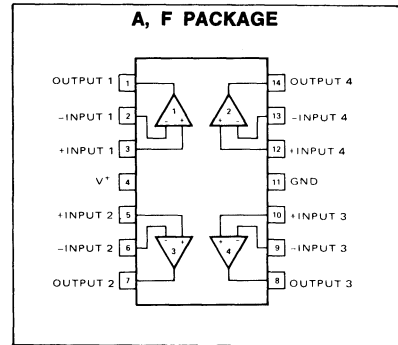 A, F PACKAGE
OUTPUT 1 1 14 OUTPUT 4
1 2
−INPUT 1 2 - + + - 13 −INPUT 4
+INPUT 1 3 12 +INPUT 4
V+ 4 11 GND
+INPUT 2 5 10 +INPUT 3
−INPUT 2 6 - + + - 9 −INPUT 3
3 4
OUTPUT 2 7 8 OUTPUT 3